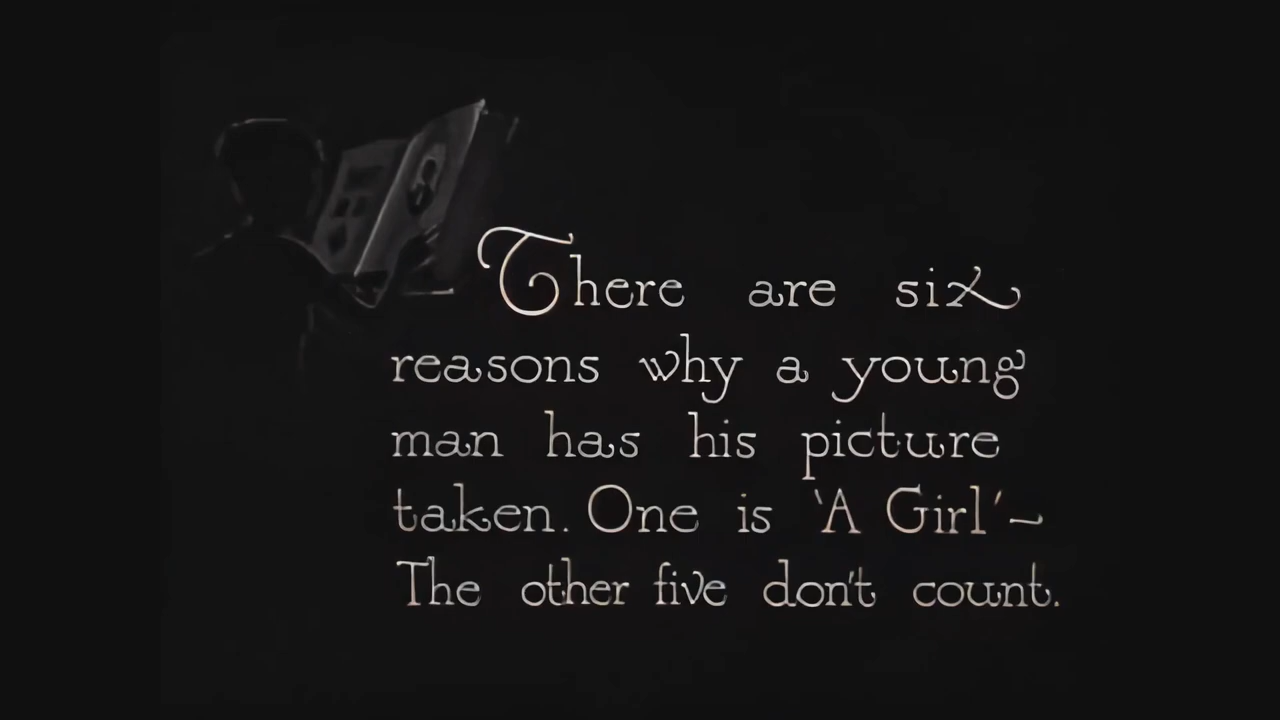 There are six
reasons why a young
man has his picture
taken. One is 'A Girl'—
The other five don't count.